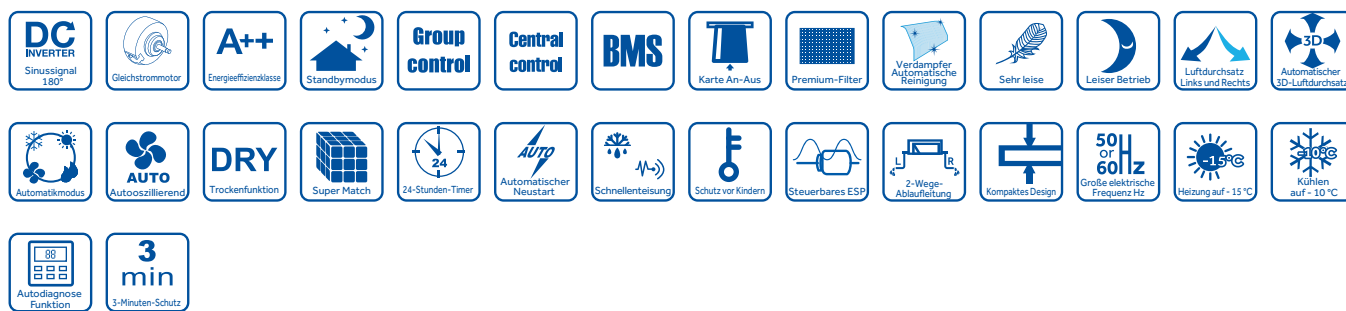 DC
INVERTER
Sinussignal
180°
Gleichstrommotor
A++
Energieeffizienzklasse
Standbymodus
Group
control
Central
control
BMS
Karte An-Aus
Premium-Filter
Verdampfer
Automatische
Reinigung
Sehr leise
Leiser Betrieb
Luftdurchsatz
Links und Rechts
3D
Automatischer
3D-Luftdurchsatz
Automatikmodus
AUTO
Autooszillierend
DRY
Trockenfunktion
Super Match
24
24-Stunden-Timer
AUTO
Automatischer
Neustart
Schnellenteisung
Schutz vor Kindern
Steuerbares ESP
L R
2-Wege-
Ablaufleitung
Kompaktes Design
50
or
60 Hz
Große elektrische
Frequenz Hz
-15°C
Heizung auf - 15 °C
-10°C
Kühlen
auf - 10 °C
88
Autodiagnose
Funktion
3
min
3-Minuten-Schutz